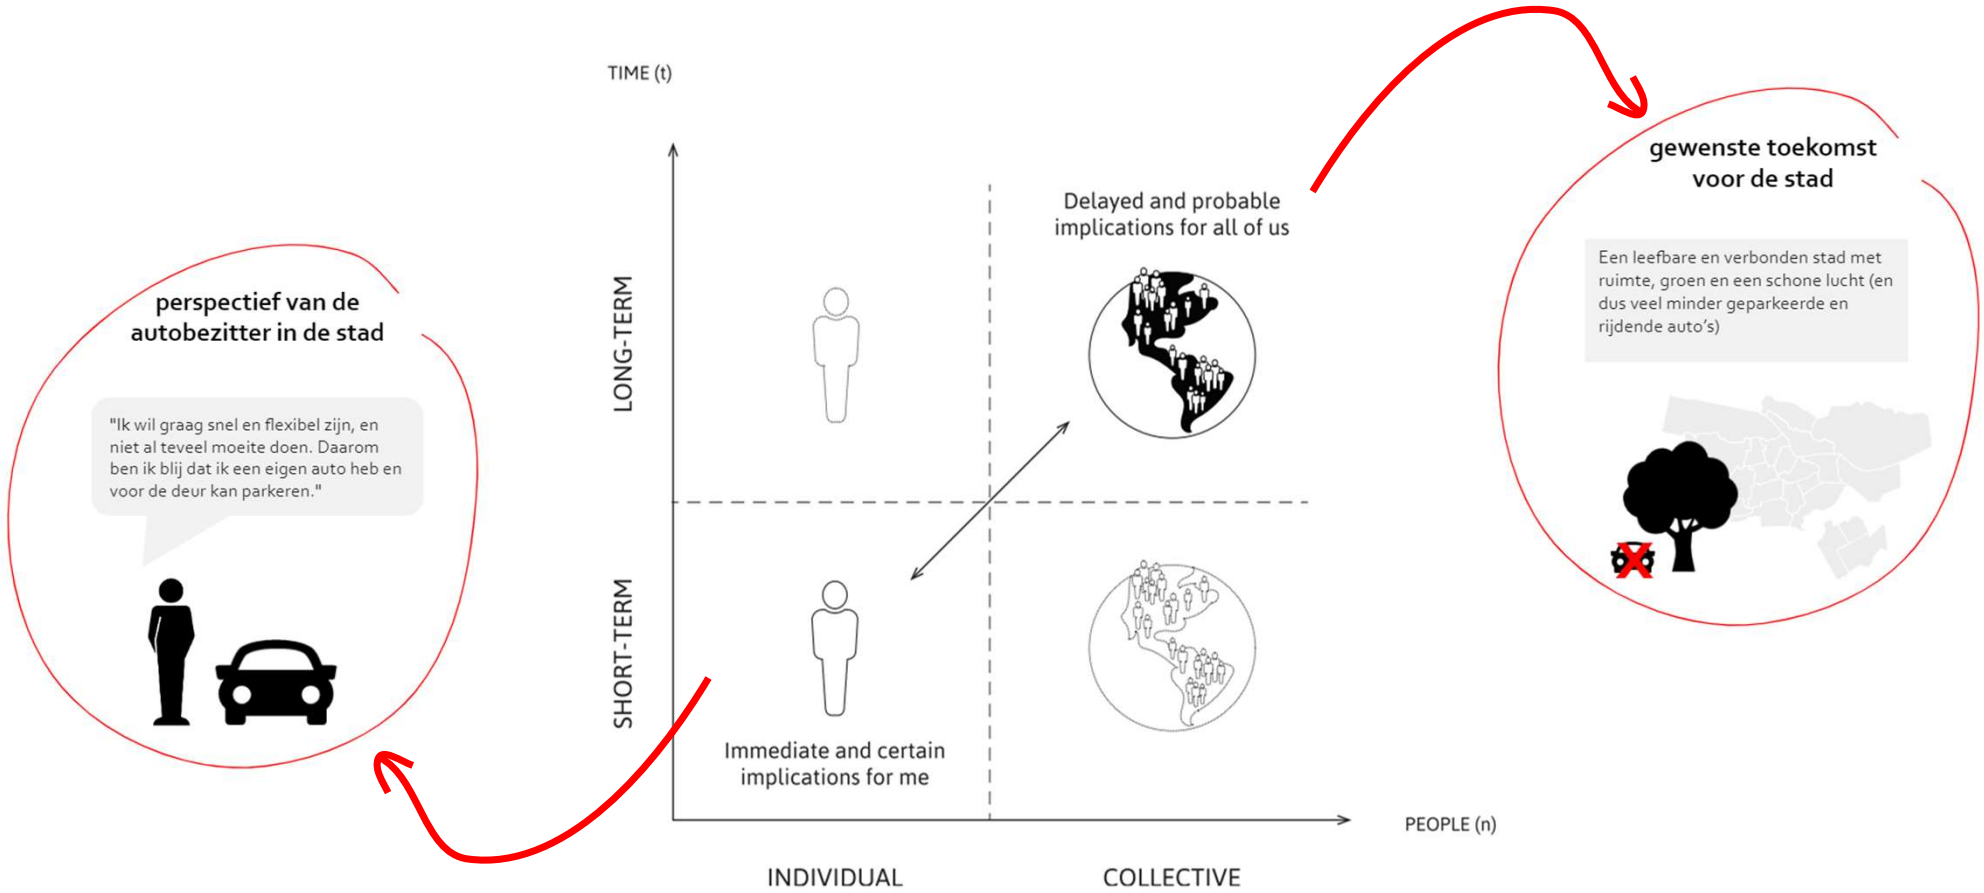 perspectief van de
autobezitter in de stad
"Ik wil graag snel en flexibel zijn, en
niet al teveel moeite doen. Daarom
ben ik blij dat ik een eigen auto heb en
voor de deur kan parkeren."
TIME (t)
LONG-TERM
SHORT-TERM
Delayed and probable
implications for all of us
Immediate and certain
implications for me
PEOPLE (n)
INDIVIDUAL
COLLECTIVE
gewenste toekomst
voor de stad
Een leefbare en verbonden stad met
ruimte, groen en een schone lucht (en
dus veel minder geparkeerde en
rijdende auto's)